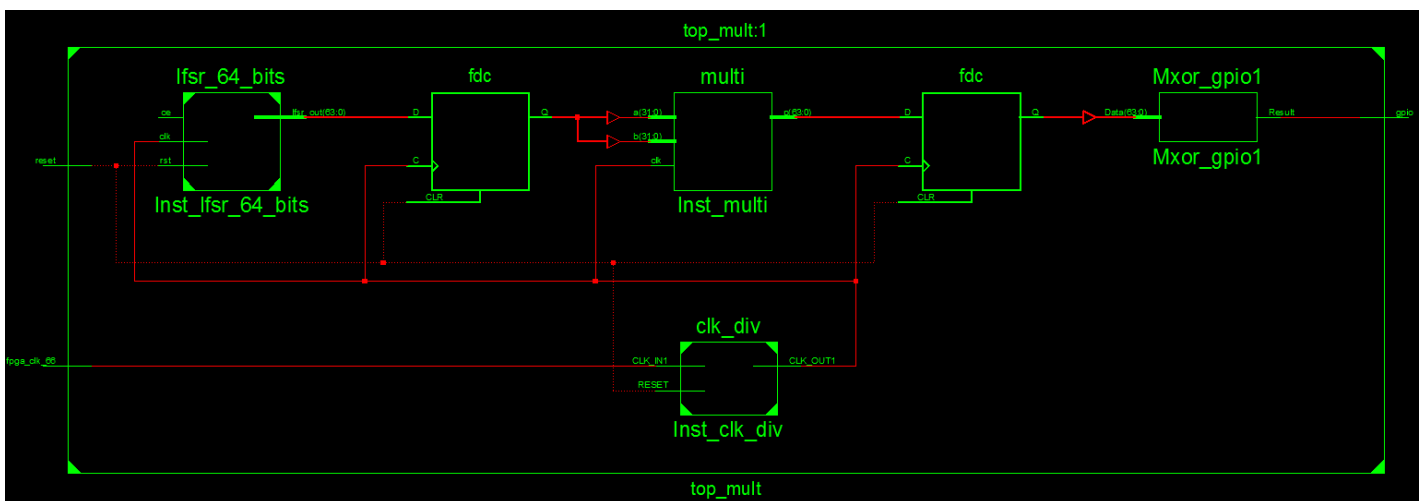 top_mult:1
lfsr_64_bits
fdc
multi
fdc
Mxor_gpio1
ce
lfsr_out(63:0)
D
Q
a(31:0)
p(63:0)
D
Q
Data(63:0)
Result
gpio
clk
b(31:0)
reset
rst
C
clk
C
Mxor_gpio1
CLR
CLR
Inst_lfsr_64_bits
Inst_multi
clk_div
fpga_clk_66
CLK_IN1
CLK_OUT1
RESET
Inst_clk_div
top_mult